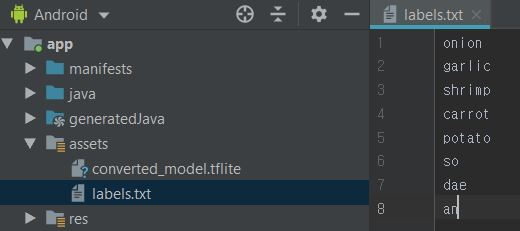 Android
app
manifests
java
generatedJava
assets
converted_model.tflite
labels.txt
res
labels.txt
1 onion
2 garlic
3 shrimp
4 carrot
5 potato
6 so
7 dae
8 an